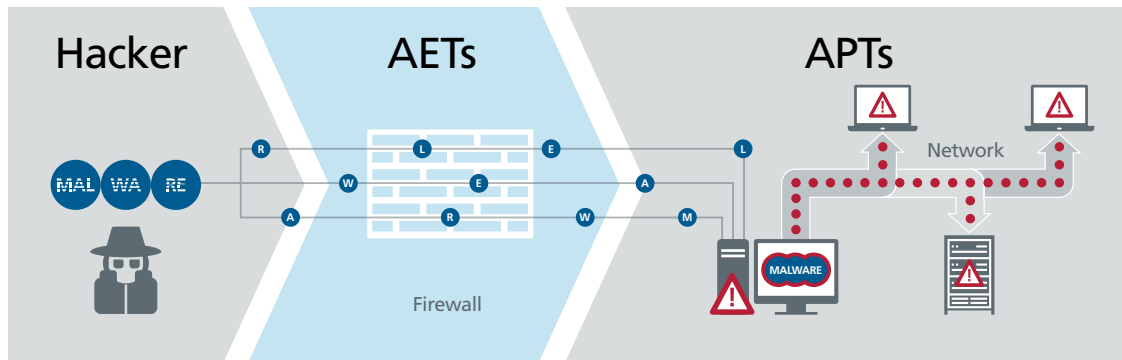 Hacker
AETs
APTs
MAL WA RE
R L E L
W E A
A R W M
Firewall
Network
MALWARE